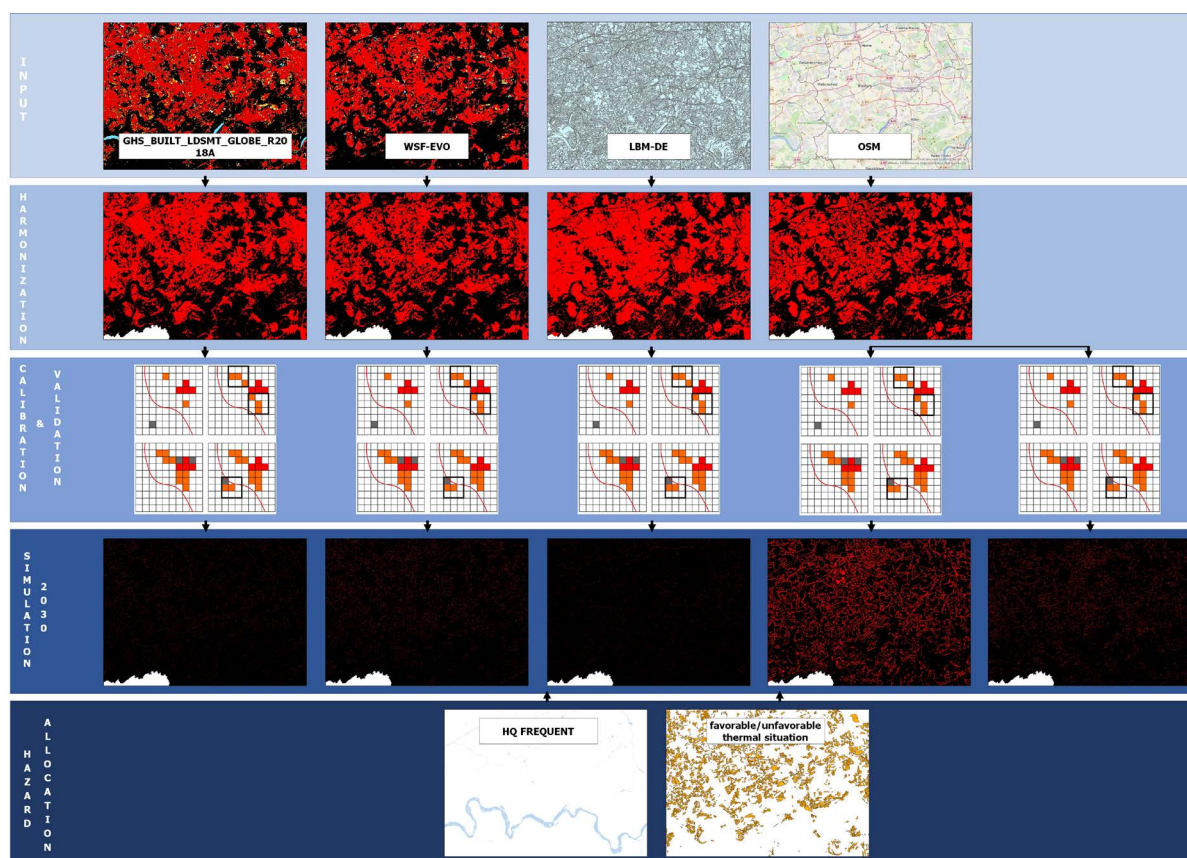 INPUT
GHS_BUILT_LDSMT_GLOBE_R20
18A
WSF-EVO
LBM-DE
OSM
HARMONIZATION
CALIBRATION
&
VALIDATION
SIMULATION
2030
HAZARD
ALLOCATION
HQ FREQUENT
favorable/unfavorable
thermal situation